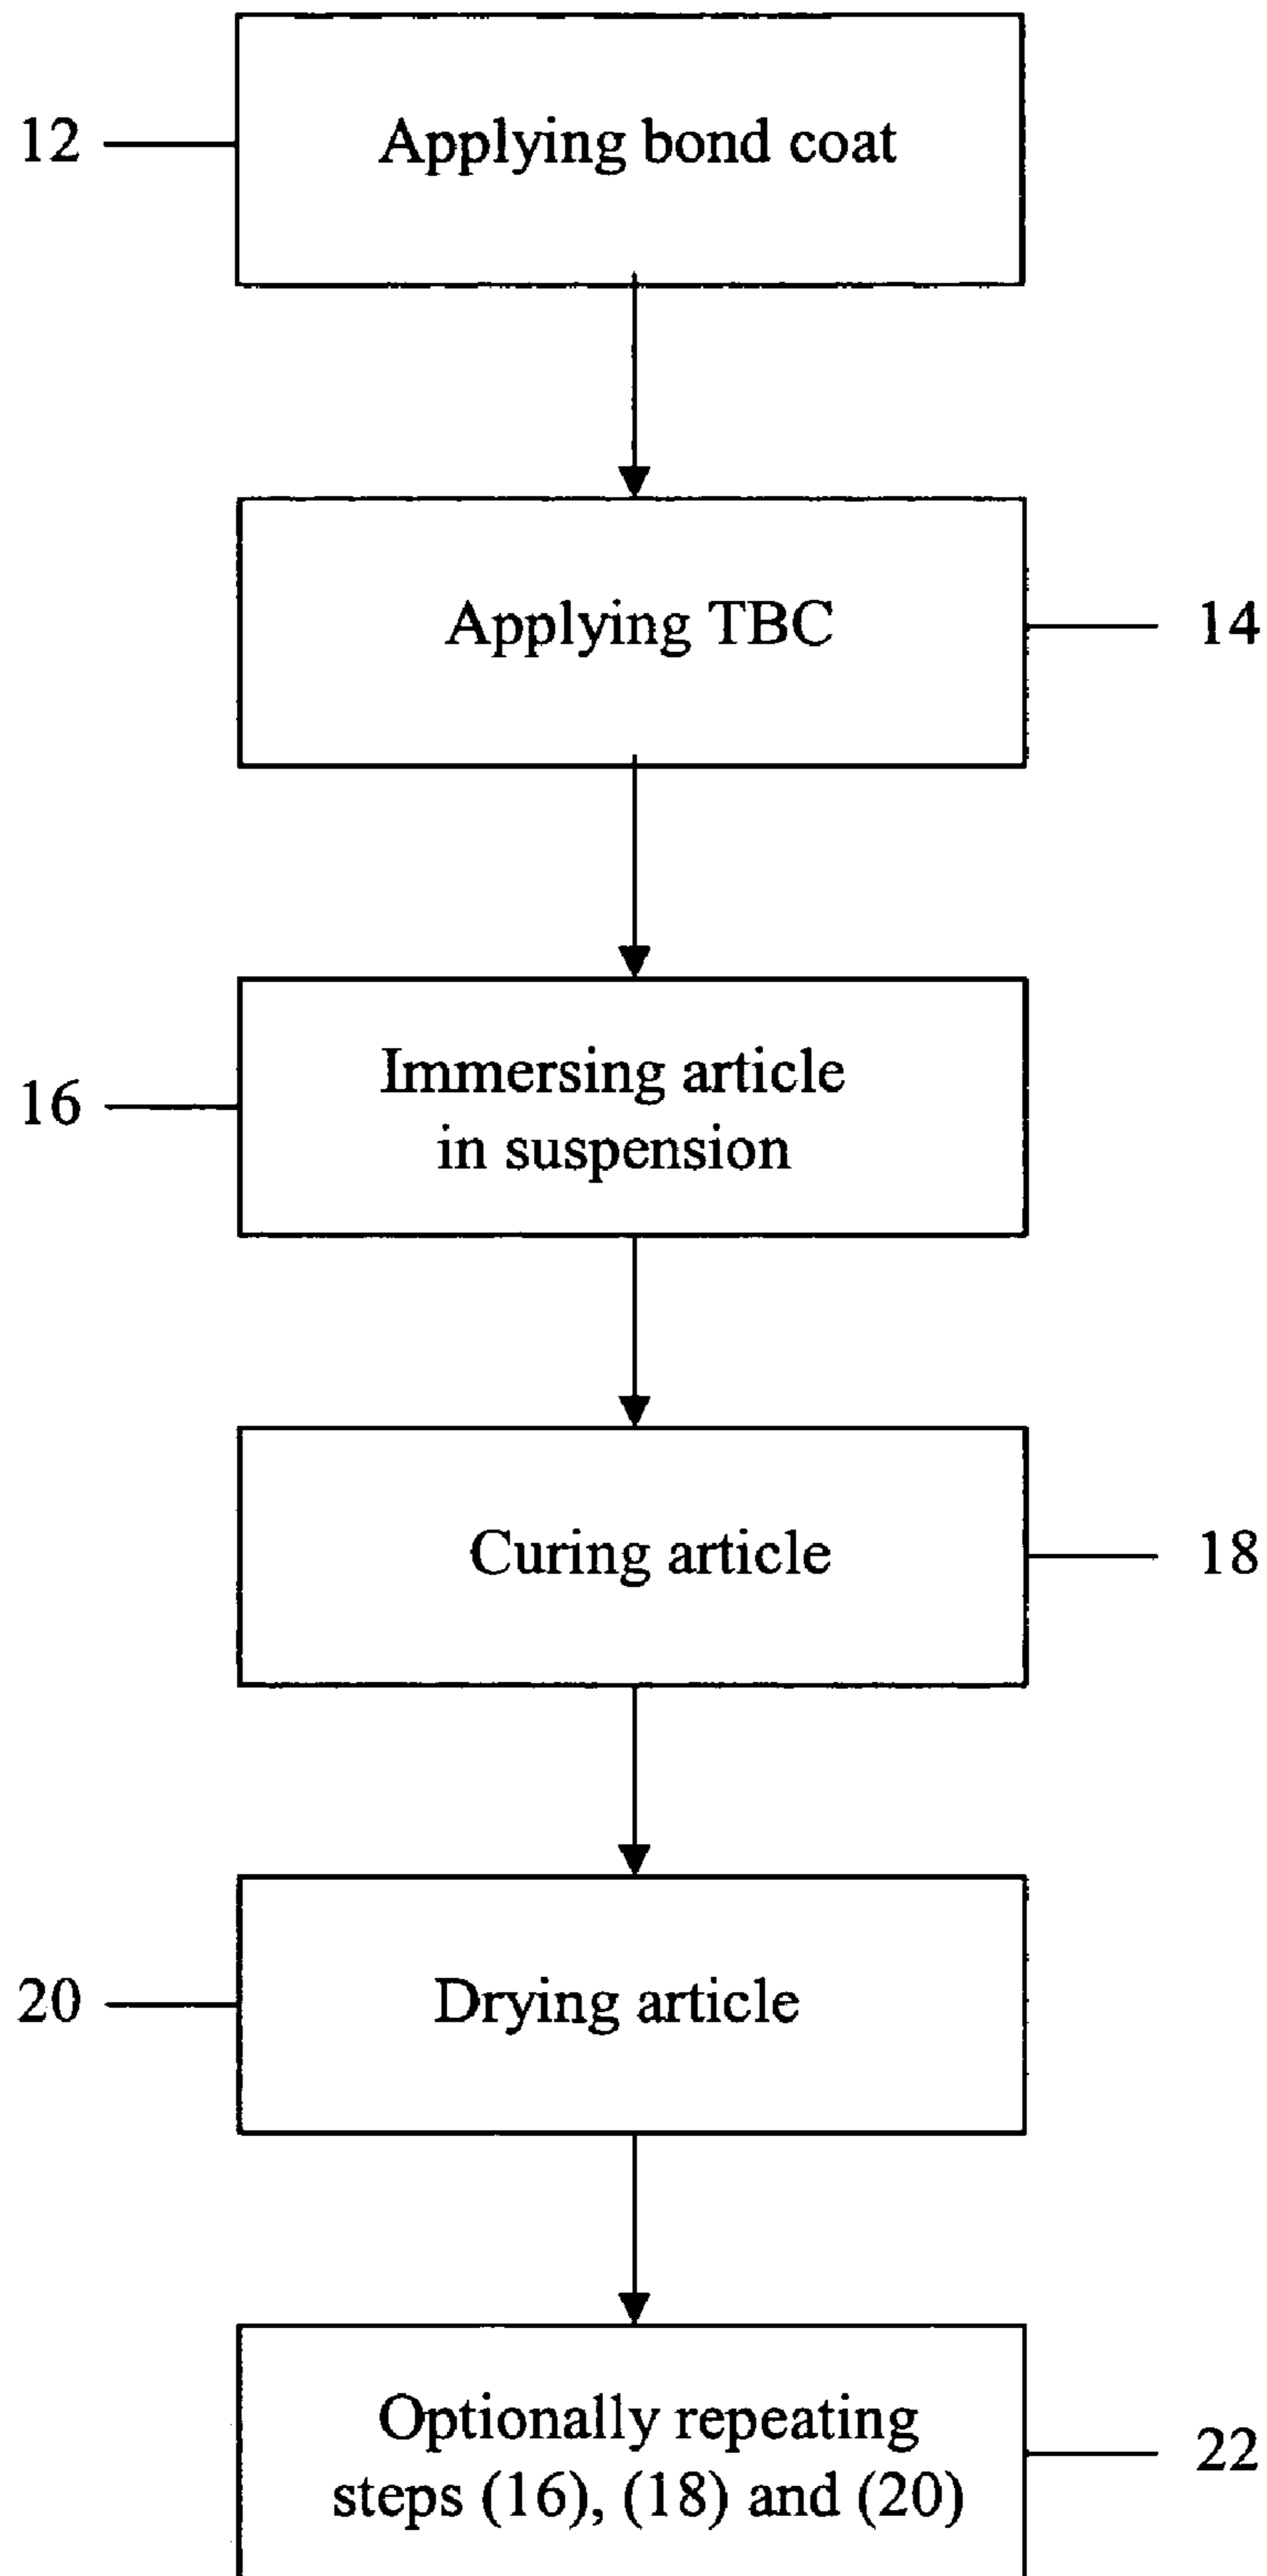 12
Applying bond coat
Applying TBC
14
16
Immersing article
in suspension
Curing article
18
20
Drying article
Optionally repeating
steps (16), (18) and (20)
22